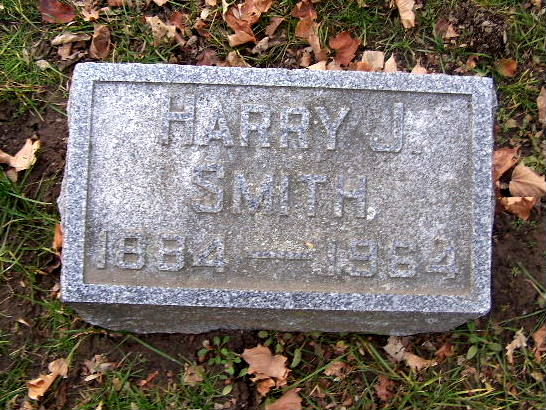 HARRY J.
SMITH
1884 — 1964